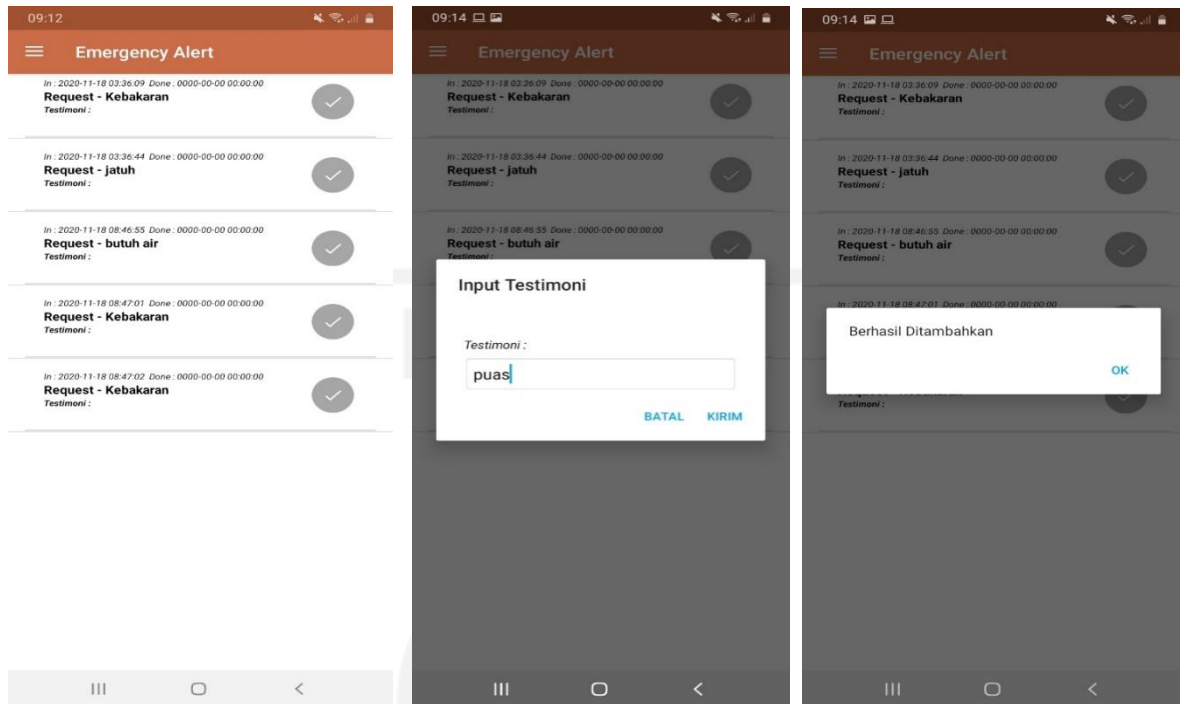 09:12
Emergency Alert
In : 2020-11-18 03:36:09 Done : 0000-00-00 00:00:00
Request - Kebakaran
Testimoni :
In : 2020-11-18 03:36:44 Done : 0000-00-00 00:00:00
Request - jatuh
Testimoni :
In : 2020-11-18 08:46:55 Done : 0000-00-00 00:00:00
Request - butuh air
Testimoni :
In : 2020-11-18 08:47:01 Done : 0000-00-00 00:00:00
Request - Kebakaran
Testimoni :
In : 2020-11-18 08:47:02 Done : 0000-00-00 00:00:00
Request - Kebakaran
Testimoni :
09:14
Emergency Alert
In : 2020-11-18 03:36:09 Done : 0000-00-00 00:00:00
Request - Kebakaran
Testimoni :
In : 2020-11-18 03:36:44 Done : 0000-00-00 00:00:00
Request - jatuh
Testimoni :
In : 2020-11-18 08:46:55 Done : 0000-00-00 00:00:00
Request - butuh air
Testimoni :
Input Testimoni
Testimoni :
puas
BATAL KIRIM
09:14
Emergency Alert
In : 2020-11-18 03:36:09 Done : 0000-00-00 00:00:00
Request - Kebakaran
Testimoni :
In : 2020-11-18 03:36:44 Done : 0000-00-00 00:00:00
Request - jatuh
Testimoni :
In : 2020-11-18 08:46:55 Done : 0000-00-00 00:00:00
Request - butuh air
Testimoni :
In : 2020-11-18 08:47:01 Done : 0000-00-00 00:00:00
Berhasil Ditambahkan
OK
Testimoni :